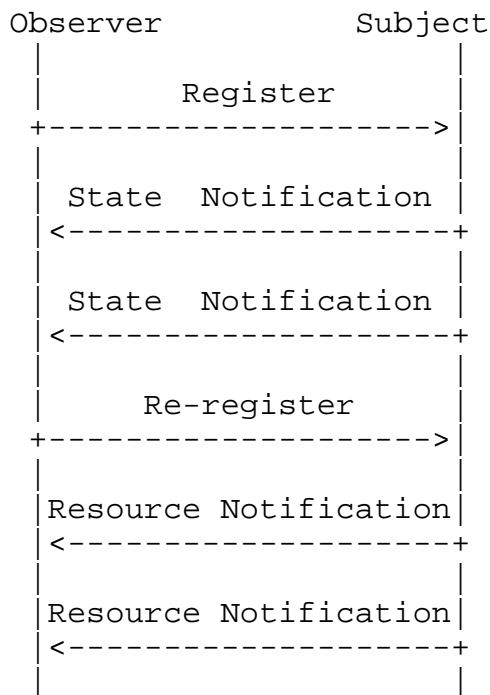 Observer Subject
Register
State Notification
State Notification
Re-register
Resource Notification
Resource Notification